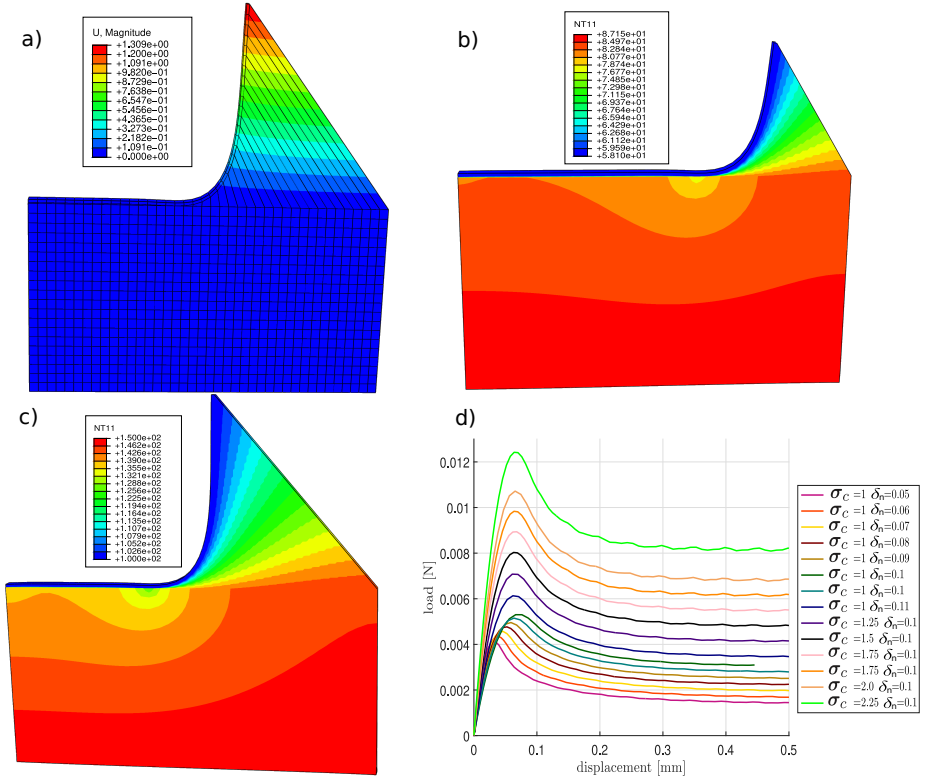 a)
U, Magnitude
+1.309e+00
+1.200e+00
+1.091e+00
+9.820e-01
+8.729e-01
+7.638e-01
+6.547e-01
+5.456e-01
+4.365e-01
+3.273e-01
+2.182e-01
+1.091e-01
+0.000e+00
b)
NT11
+8.715e+01
+8.497e+01
+8.284e+01
+8.077e+01
+7.874e+01
+7.677e+01
+7.485e+01
+7.298e+01
+7.115e+01
+6.937e+01
+6.764e+01
+6.594e+01
+6.429e+01
+6.268e+01
+6.112e+01
+5.959e+01
+5.810e+01
c)
NT11
+1.500e+02
+1.462e+02
+1.426e+02
+1.390e+02
+1.355e+02
+1.321e+02
+1.288e+02
+1.256e+02
+1.225e+02
+1.194e+02
+1.164e+02
+1.135e+02
+1.107e+02
+1.079e+02
+1.052e+02
+1.026e+02
+1.000e+02
d)
0.012
0.01
0.008
0.006
0.004
0.002
0
load [N]
0 0.1 0.2 0.3 0.4 0.5
displacement [mm]
σc =1 δn=0.05
σc =1 δn=0.06
σc =1 δn=0.07
σc =1 δn=0.08
σc =1 δn=0.09
σc =1 δn=0.1
σc =1 δn=0.1
σc =1 δn=0.11
σc =1.25 δn=0.1
σc =1.5 δn=0.1
σc =1.75 δn=0.1
σc =1.75 δn=0.1
σc =2.0 δn=0.1
σc =2.25 δn=0.1